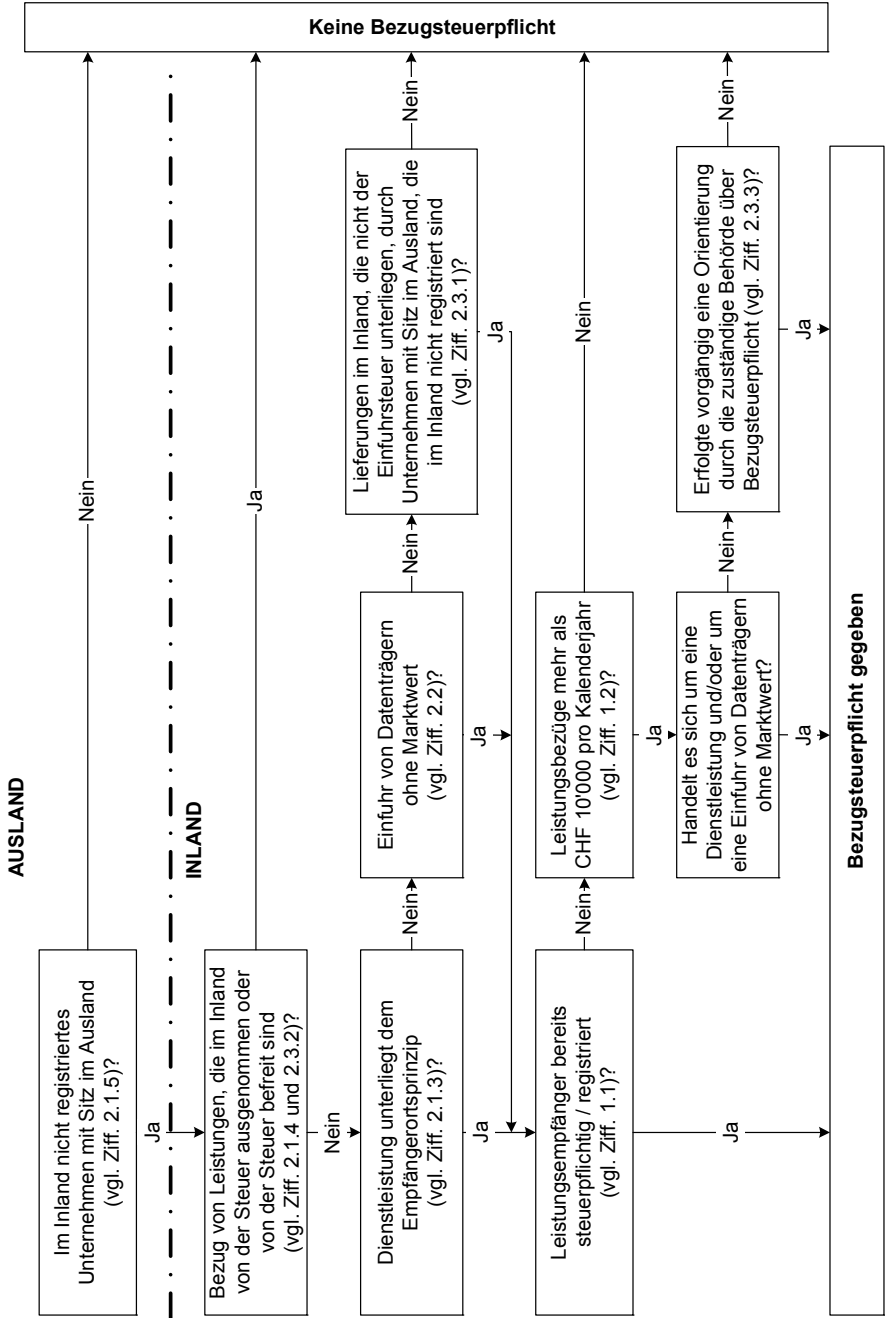 AUSLAND
Im Inland nicht registriertes
Unternehmen mit Sitz im Ausland
(vgl. Ziff. 2.1.5)?
Nein
Ja
INLAND
Bezug von Leistungen, die im Inland
von der Steuer ausgenommen oder
von der Steuer befreit sind
(vgl. Ziff. 2.1.4 und 2.3.2)?
Ja
Nein
Dienstleistung unterliegt dem
Empfängerortsprinzip
(vgl. Ziff. 2.1.3)?
Nein
Einfuhr von Datenträgern
ohne Marktwert
(vgl. Ziff. 2.2)?
Nein
Lieferungen im Inland, die nicht der
Einfuhrsteuer unterliegen, durch
Unternehmen mit Sitz im Ausland, die
im Inland nicht registriert sind
(vgl. Ziff. 2.3.1)?
Nein
Ja
Ja
Ja
Leistungsempfänger bereits
steuerpflichtig / registriert
(vgl. Ziff. 1.1)?
Nein
Leistungsbezüge mehr als
CHF 10'000 pro Kalenderjahr
(vgl. Ziff. 1.2)?
Nein
Ja
Ja
Handelt es sich um eine
Dienstleistung und/oder um
eine Einfuhr von Datenträgern
ohne Marktwert?
Nein
Erfolgte vorgängig eine Orientierung
durch die zuständige Behörde über
Bezugsteuerpflicht (vgl. Ziff. 2.3.3)?
Nein
Ja
Ja
Bezugsteuerpflicht gegeben
Keine Bezugsteuerpflicht